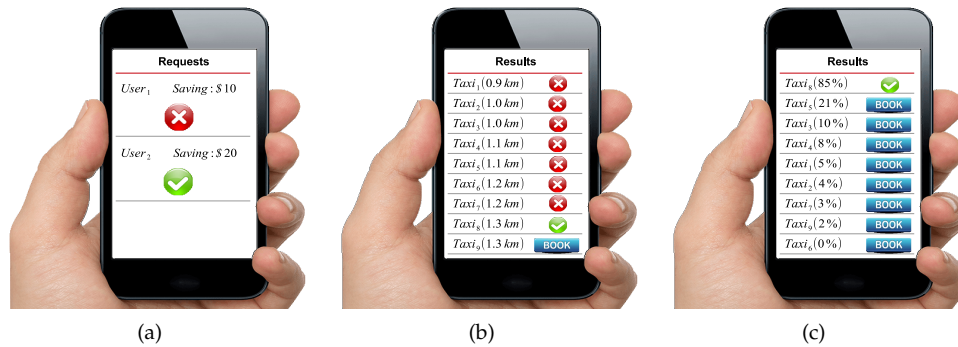 Requests
User₁ Saving : $ 10
User₂ Saving : $ 20
(a)
Results
Taxi₁(0.9 km)
Taxi₂(1.0 km)
Taxi₃(1.0 km)
Taxi₄(1.1 km)
Taxi₅(1.1 km)
Taxi₆(1.2 km)
Taxi₇(1.2 km)
Taxi₈(1.3 km)
Taxi₉(1.3 km) BOOK
(b)
Results
Taxi₈(85%)
Taxi₅(21%) BOOK
Taxi₃(10%) BOOK
Taxi₄(8%) BOOK
Taxi₁(5%) BOOK
Taxi₂(4%) BOOK
Taxi₇(3%) BOOK
Taxi₉(2%) BOOK
Taxi₆(0%) BOOK
(c)